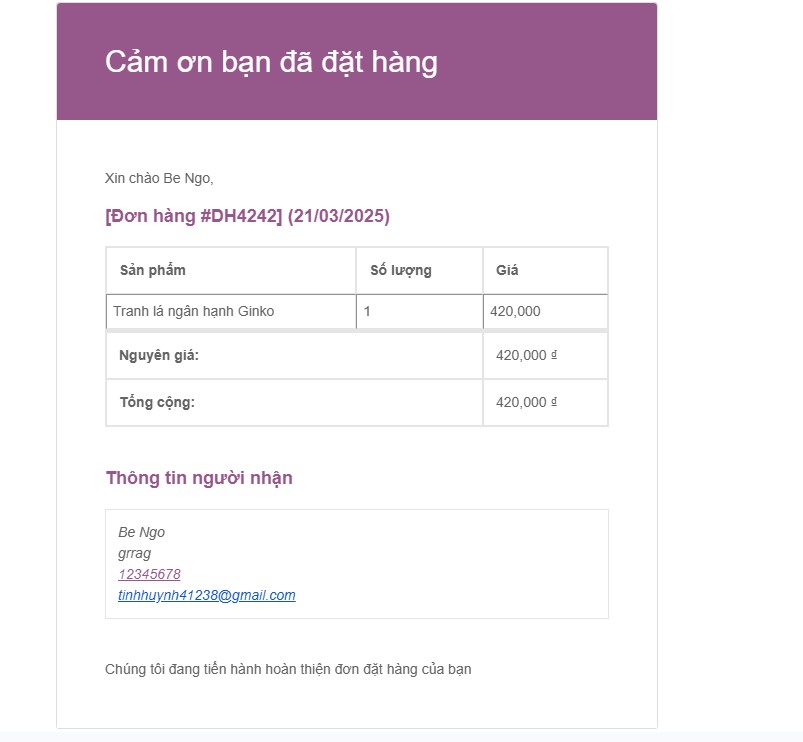 Cảm ơn bạn đã đặt hàng
Xin chào Be Ngo,
[Đơn hàng #DH4242] (21/03/2025)
Sản phẩm Số lượng Giá
Tranh lá ngân hạnh Ginko 1 420,000
Nguyên giá: 420,000 ₫
Tổng cộng: 420,000 ₫
Thông tin người nhận
Be Ngo
grrag
12345678
tinhhuynh41238@gmail.com
Chúng tôi đang tiến hành hoàn thiện đơn đặt hàng của bạn